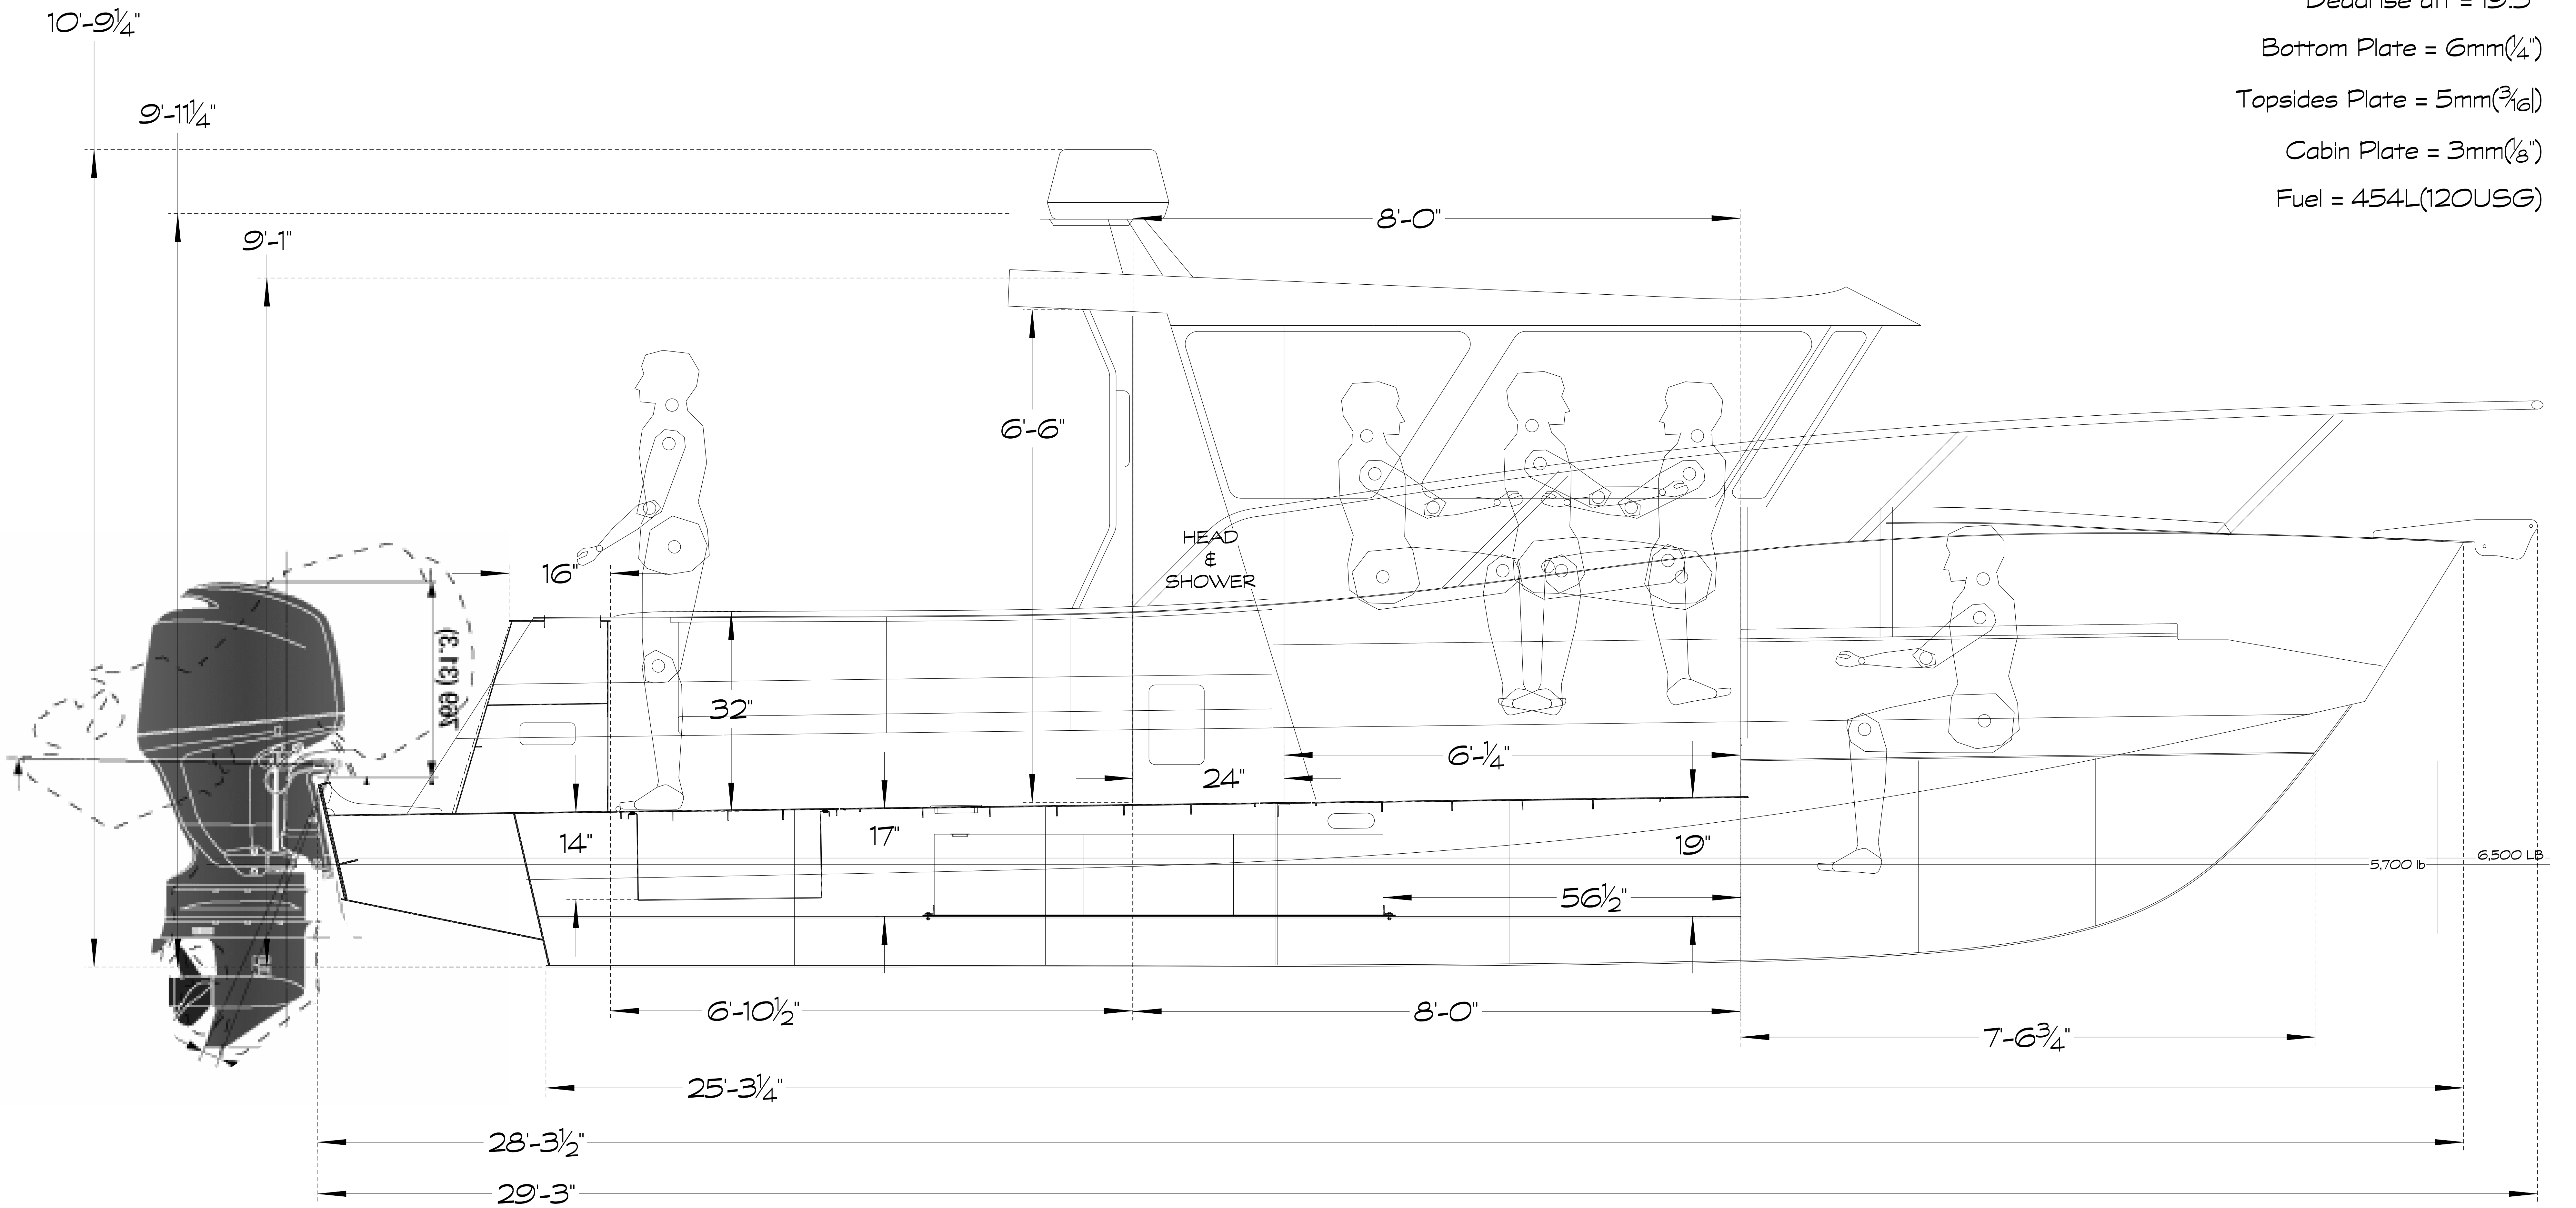 10'-9¼"
Bottom Plate = 6mm(¼")
9'-11¼"
Topsides Plate = 5mm(3⁄16)
Cabin Plate = 3mm(⅛")
Fuel = 454L(120USG)
8'-0"
9'-1"
6'-6"
HEAD
&
SHOWER
16"
32"
6'-¼"
24"
14"
17"
19"
6,500 LB
5,700 lb
56½"
6'-10½"
8'-0"
7'-6¾"
25'-3¼"
28'-3½"
29'-3"